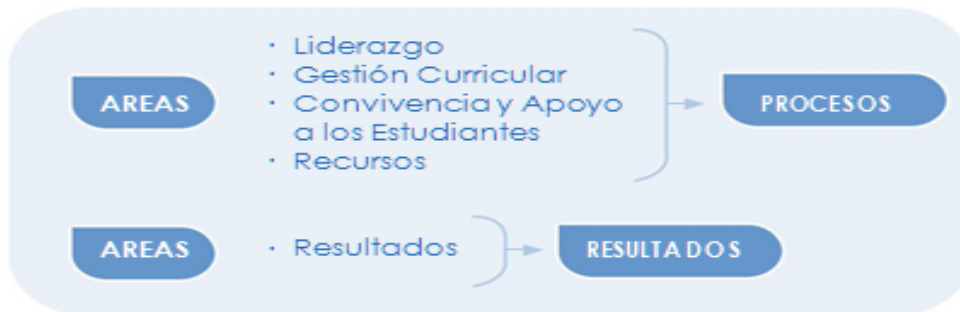 · Liderazgo
· Gestión Curricular
AREAS
· Convivencia y Apoyo
a los Estudiantes
· Recursos
PROCESOS
AREAS
· Resultados
RESULTADOS